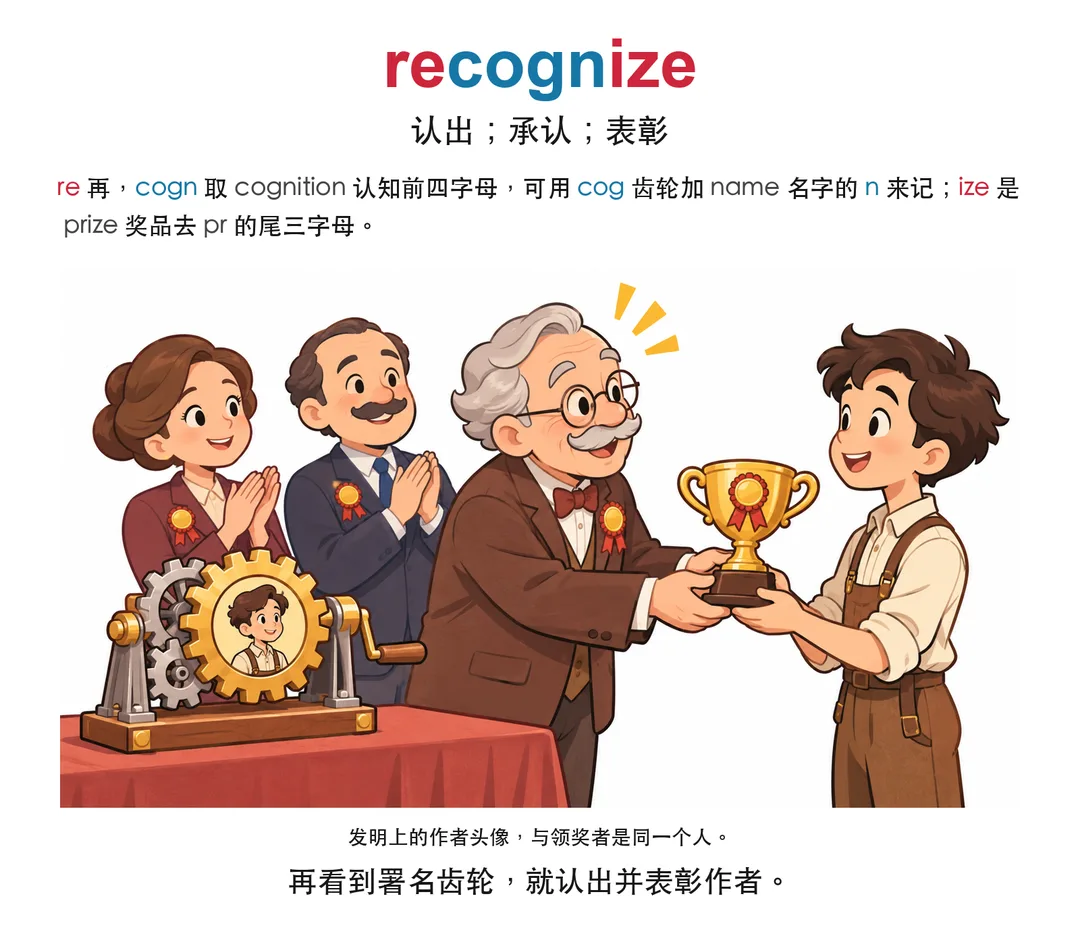 recognize
认出；承认；表彰
re 再，cogn 取 cognition 认知前四字母，可用 cog 齿轮加 name 名字的 n 来记；ize 是
prize 奖品去 pr 的尾三字母。
发明上的作者头像，与领奖者是同一个人。
再看到署名齿轮，就认出并表彰作者。